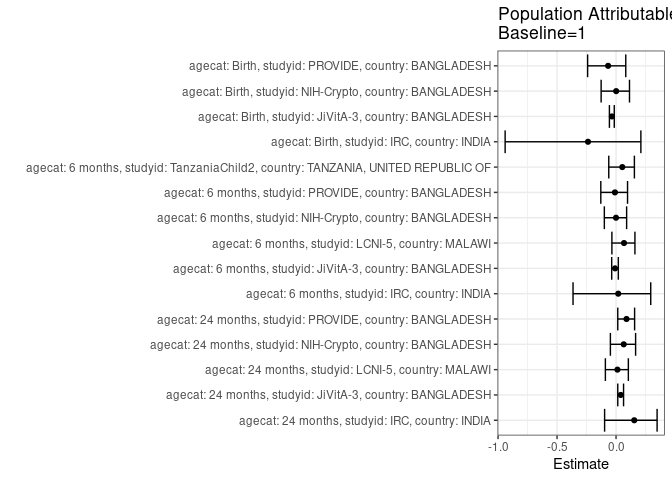 Population Attributable
Baseline=1
agecat: Birth, studyid: PROVIDE, country: BANGLADESH
agecat: Birth, studyid: NIH-Crypto, country: BANGLADESH
agecat: Birth, studyid: JiVitA-3, country: BANGLADESH
agecat: Birth, studyid: IRC, country: INDIA
agecat: 6 months, studyid: TanzaniaChild2, country: TANZANIA, UNITED REPUBLIC OF
agecat: 6 months, studyid: PROVIDE, country: BANGLADESH
agecat: 6 months, studyid: NIH-Crypto, country: BANGLADESH
agecat: 6 months, studyid: LCNI-5, country: MALAWI
agecat: 6 months, studyid: JiVitA-3, country: BANGLADESH
agecat: 6 months, studyid: IRC, country: INDIA
agecat: 24 months, studyid: PROVIDE, country: BANGLADESH
agecat: 24 months, studyid: NIH-Crypto, country: BANGLADESH
agecat: 24 months, studyid: LCNI-5, country: MALAWI
agecat: 24 months, studyid: JiVitA-3, country: BANGLADESH
agecat: 24 months, studyid: IRC, country: INDIA
-1.0 -0.5 0.0
Estimate